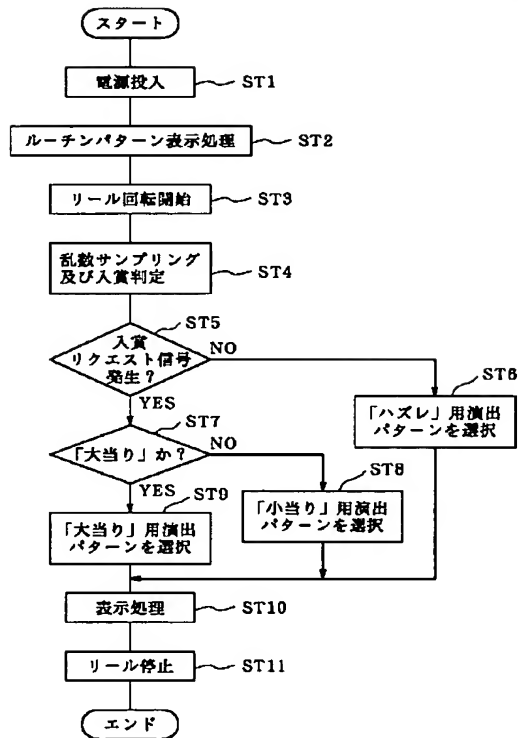 スタート
電源投入
ST1
ルーチンパターン表示処理
ST2
リール回転開始
ST3
乱数サンプリング
及び入賞判定
ST4
ST5
入賞
リクエスト信号
発生？
NO
YES
ST6
「ハズレ」用演出
パターンを選択
ST7
「大当り」か？
NO
YES
ST8
「小当り」用演出
パターンを選択
ST9
「大当り」用演出
パターンを選択
表示処理
ST10
リール停止
ST11
エンド